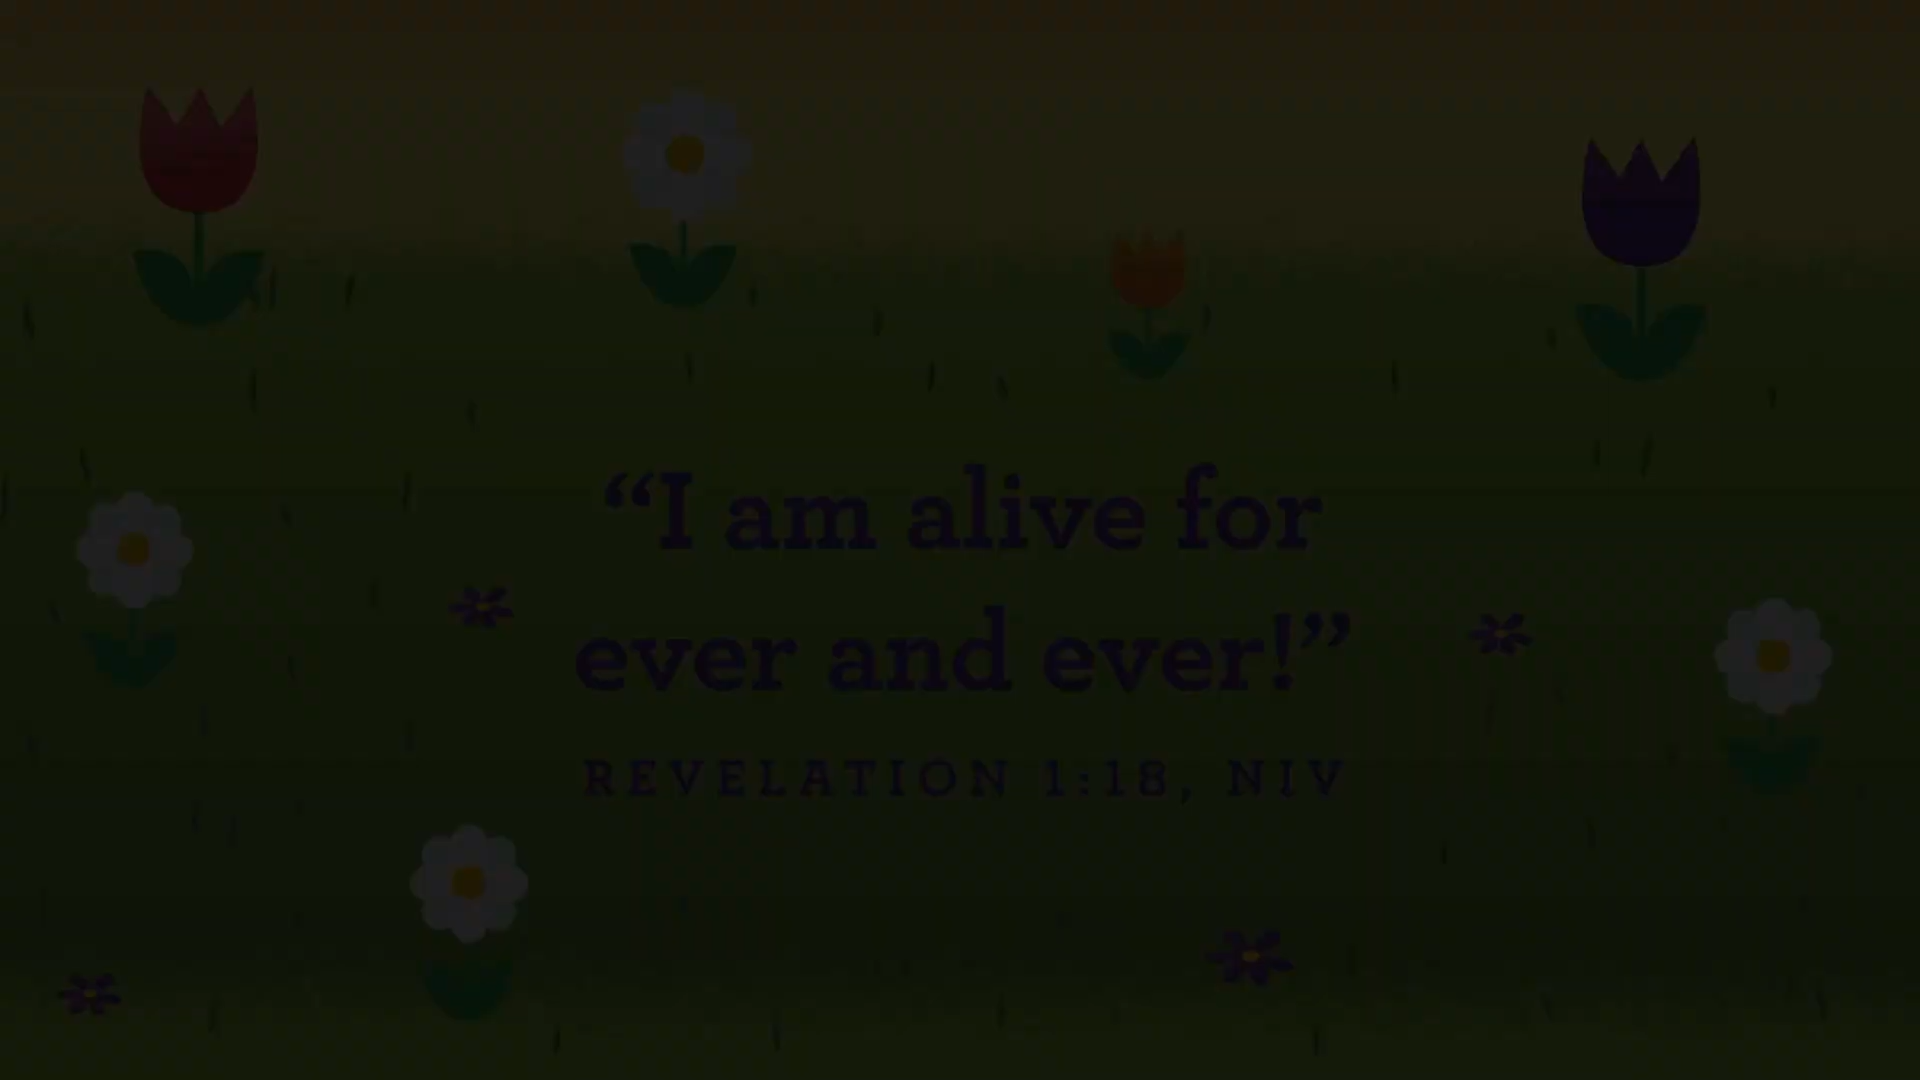 “I am alive for
ever and ever!”
REVELATION 1:18, NIV